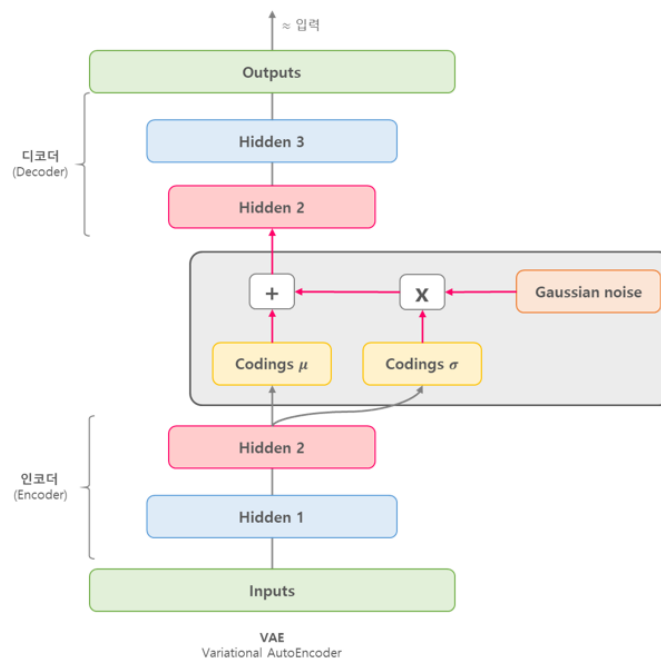 ≈ 입력
Outputs
Hidden 3
디코더
(Decoder)
Hidden 2
+
X
Gaussian noise
Codings μ
Codings σ
Hidden 2
인코더
(Encoder)
Hidden 1
Inputs
VAE
Variational AutoEncoder